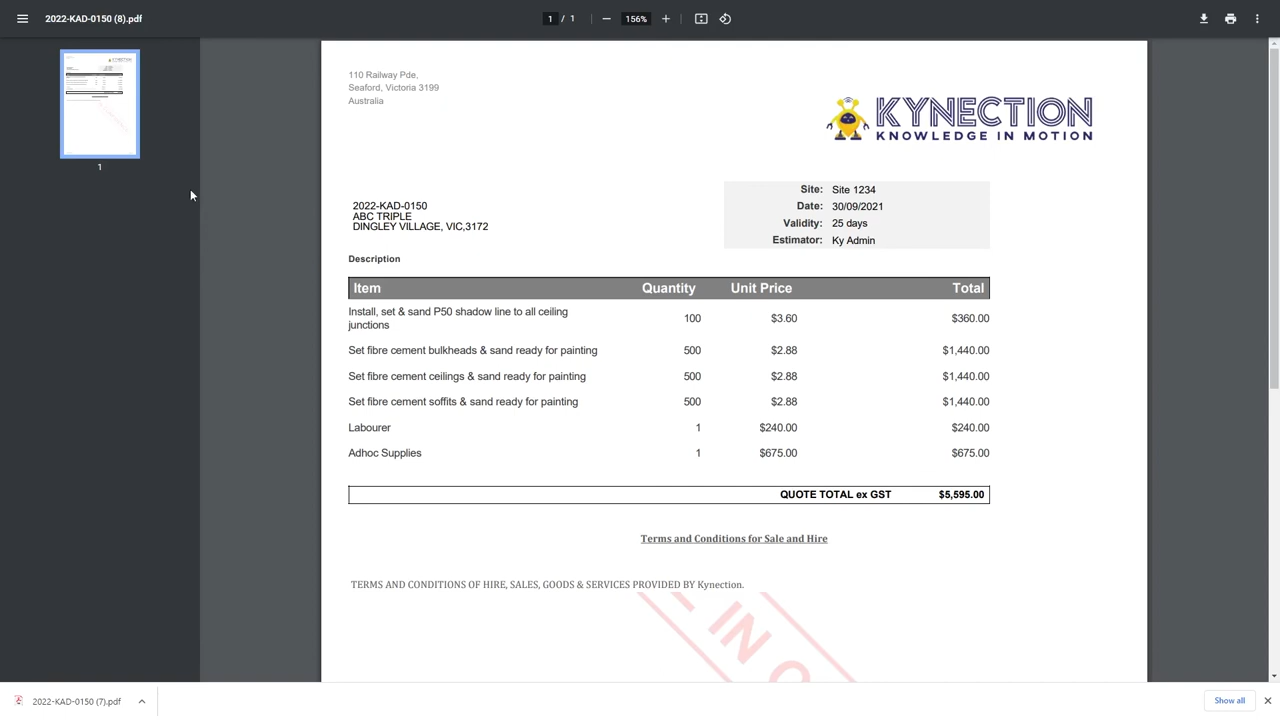 2022-KAD-0150 (8).pdf
1 / 1
156%
110 Railway Pde,
Seaford, Victoria 3199
Australia
KYNECTION
KNOWLEDGE IN MOTION
Site: Site 1234
Date: 30/09/2021
Validity: 25 days
Estimator: Ky Admin
2022-KAD-0150
ABC TRIPLE
DINGLEY VILLAGE, VIC,3172
Description
Item Quantity Unit Price Total
Install, set & sand P50 shadow line to all ceiling
junctions 100 $3.60 $360.00
Set fibre cement bulkheads & sand ready for painting 500 $2.88 $1,440.00
Set fibre cement ceilings & sand ready for painting 500 $2.88 $1,440.00
Set fibre cement soffits & sand ready for painting 500 $2.88 $1,440.00
Labourer 1 $240.00 $240.00
Adhoc Supplies 1 $675.00 $675.00
QUOTE TOTAL ex GST $5,595.00
Terms and Conditions for Sale and Hire
TERMS AND CONDITIONS OF HIRE, SALES, GOODS & SERVICES PROVIDED BY Kynection.
IN
1
2022-KAD-0150 (7).pdf
Show all